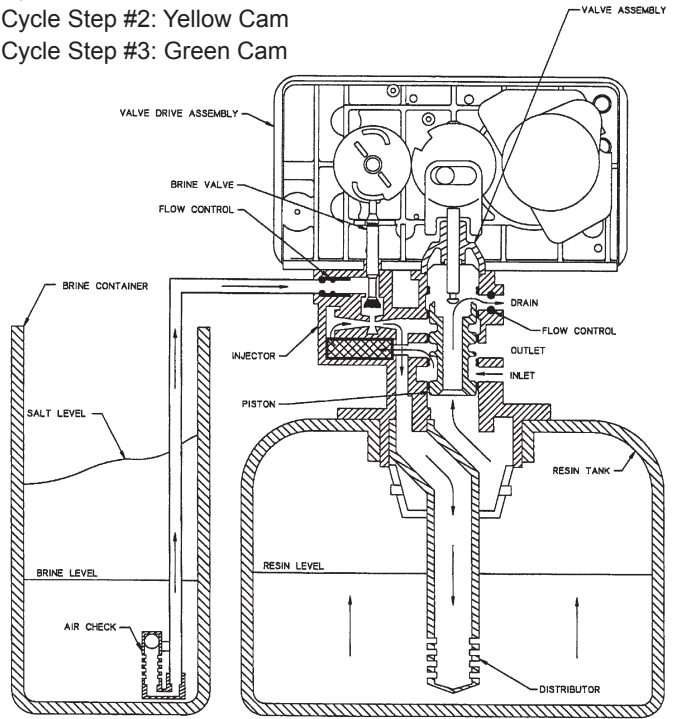 Cycle Step #2: Yellow Cam
Cycle Step #3: Green Cam
VALVE ASSEMBLY
VALVE DRIVE ASSEMBLY
BRINE VALVE
FLOW CONTROL
BRINE CONTAINER
DRAIN
FLOW CONTROL
INJECTOR
OUTLET
INLET
PISTON
SALT LEVEL
RESIN TANK
BRINE LEVEL
RESIN LEVEL
AIR CHECK
DISTRIBUTOR